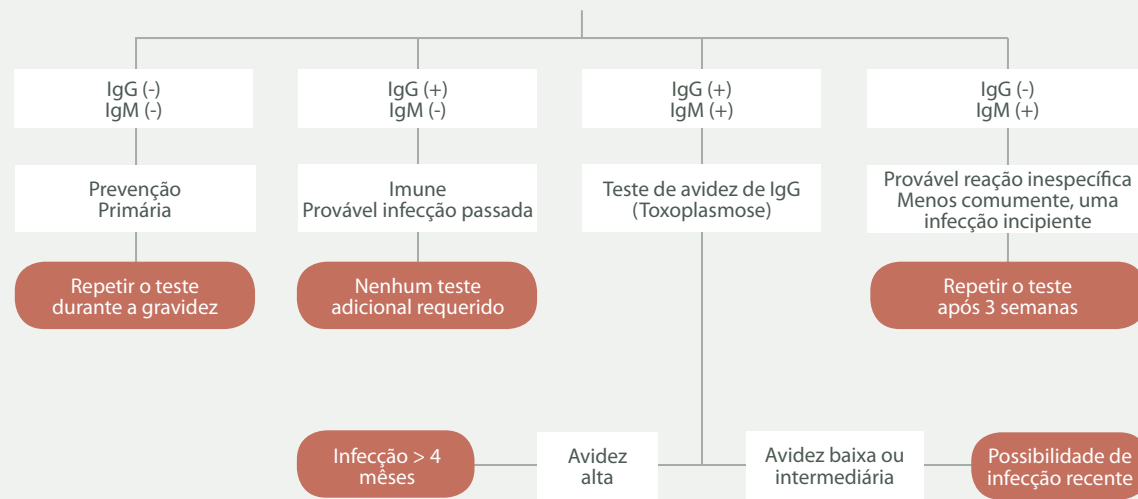 IgG (-)
IgM (-)
IgG (+)
IgM (-)
IgG (+)
IgM (+)
IgG (-)
IgM (+)
Prevenção
Primária
Imune
Provável infecção passada
Teste de avidez de IgG
(Toxoplasmose)
Provável reação inespecífica
Menos comumente, uma
infecção incipiente
Repetir o teste
durante a gravidez
Nenhum teste
adicional requerido
Repetir o teste
após 3 semanas
Infecção > 4
mêses
Avidez
alta
Avidez baixa ou
intermediária
Possibilidade de
infecção recente